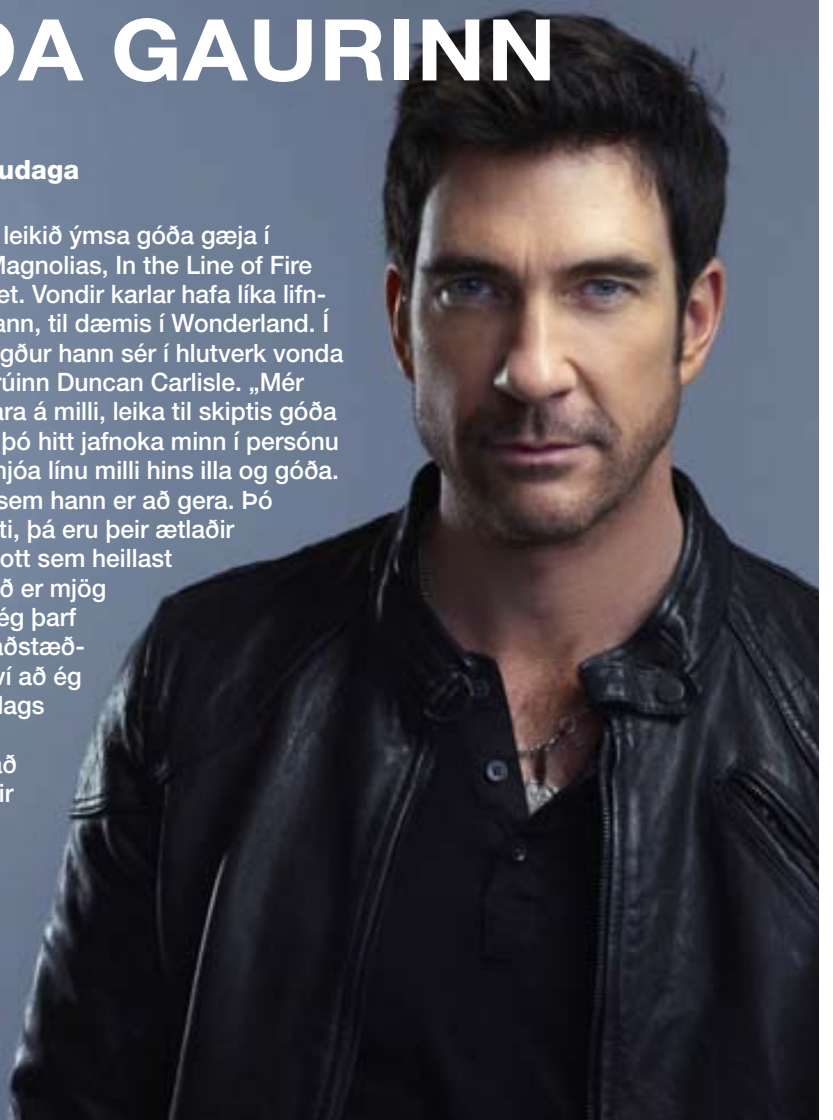 DA GAURINN
udaga
leikið ýmsa góða gæja í
Magnolias, In the Line of Fire
et. Vondir karlar hafa líka lifn-
ann, til dæmis í Wonderland. Í
gður hann sér í hlutverk vonda
rúinn Duncan Carlisle. „Mér
ara á milli, leika til skiptis góða
þó hitt jafnoka minn í persónu
njóa línu milli hins illa og góða.
sem hann er að gera. Þó
ti, þá eru þeir ætlaðir
ott sem heillast
ð er mjög
ég þarf
aðstæð-
ví að ég
lags
að
ir